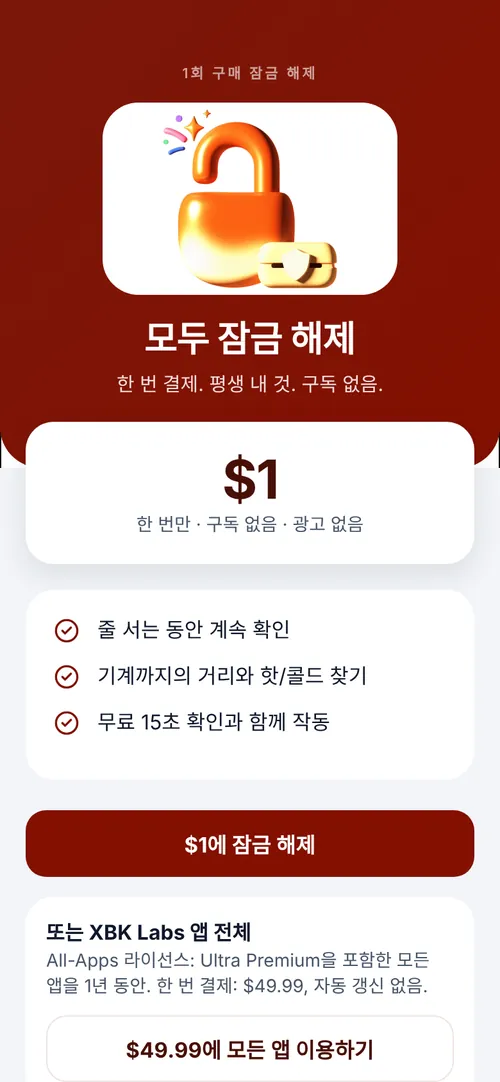 1회 구매 잠금 해제
모두 잠금 해제
한 번 결제. 평생 내 것. 구독 없음.
$1
한 번만 · 구독 없음 · 광고 없음
줄 서는 동안 계속 확인
기계까지의 거리와 핫/콜드 찾기
무료 15초 확인과 함께 작동
$1에 잠금 해제
또는 XBK Labs 앱 전체
All-Apps 라이선스: Ultra Premium을 포함한 모든
앱을 1년 동안. 한 번 결제: $49.99, 자동 갱신 없음.
$49.99에 모든 앱 이용하기